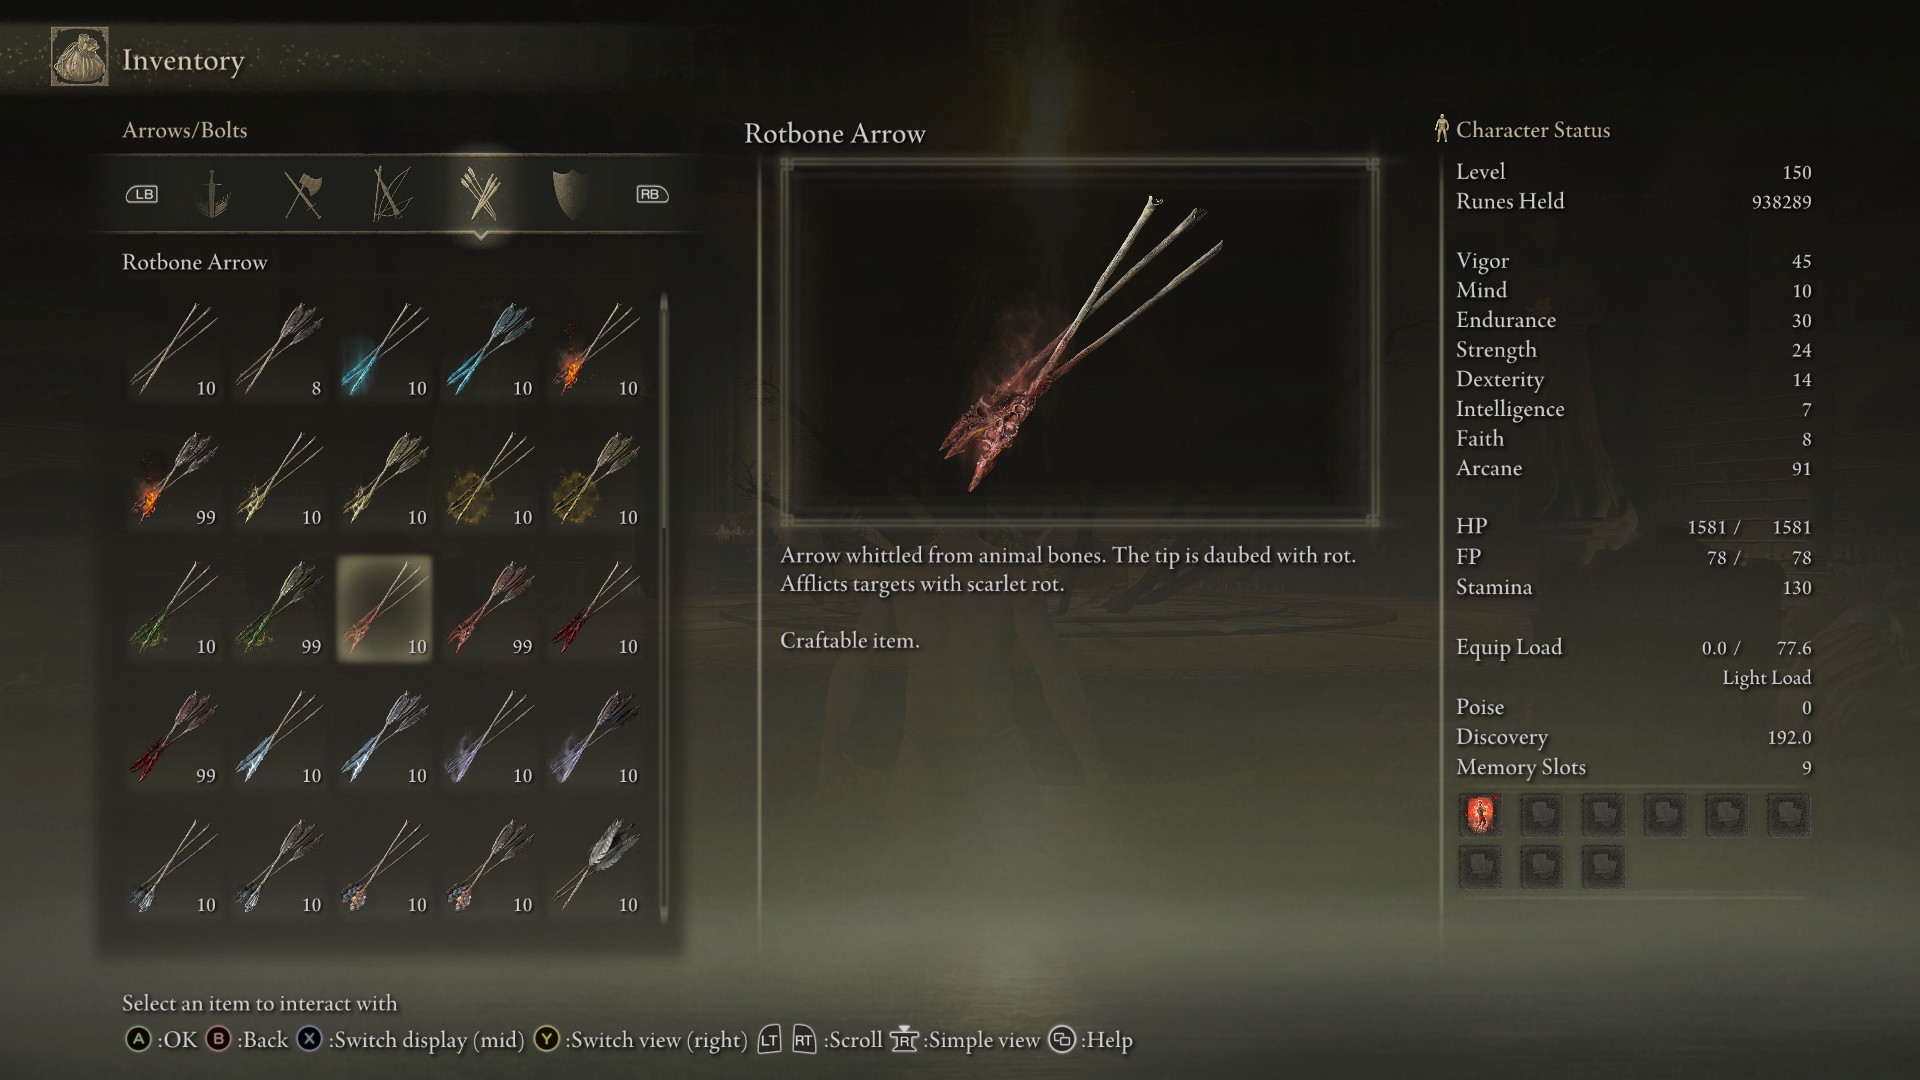 Inventory
Arrows/Bolts
LB
RB
Rotbone Arrow
10
8
10
10
10
99
10
10
10
10
10
99
10
99
10
99
10
10
10
10
10
10
10
10
10
Rotbone Arrow
Arrow whittled from animal bones. The tip is daubed with rot.
Afflicts targets with scarlet rot.
Craftable item.
Character Status
Level 150
Runes Held 938289
Vigor 45
Mind 10
Endurance 30
Strength 24
Dexterity 14
Intelligence 7
Faith 8
Arcane 91
HP 1581 / 1581
FP 78 / 78
Stamina 130
Equip Load 0.0 / 77.6
Light Load
Poise 0
Discovery 192.0
Memory Slots 9
Select an item to interact with
A :OK B :Back X :Switch display (mid) Y :Switch view (right) LT RT :Scroll R :Simple view :Help